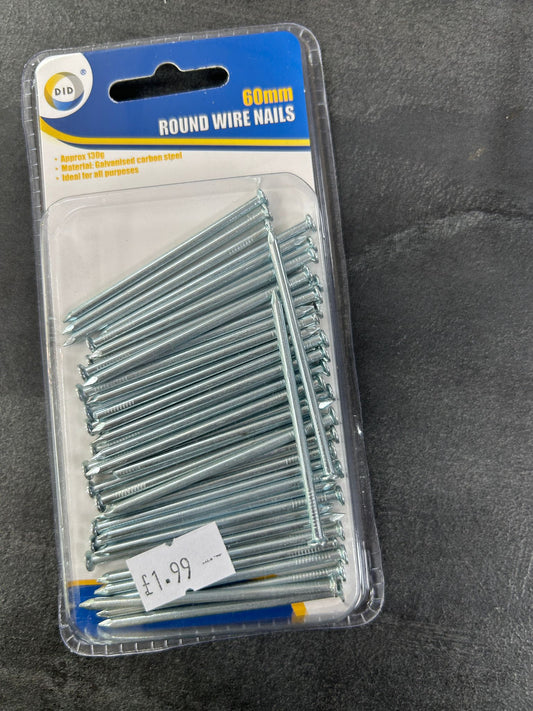 DID
®
60mm
ROUND WIRE NAILS
• Approx 130g
• Material: Galvanised carbon steel
• Ideal for all purposes
£1.99